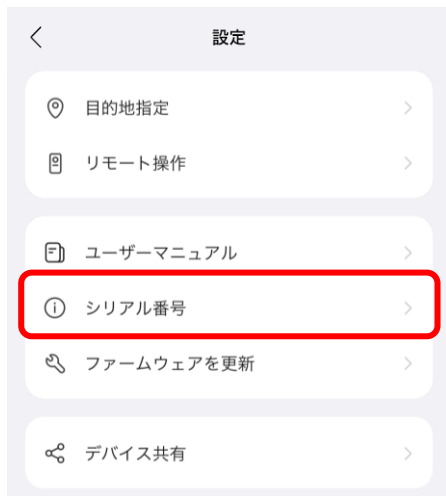 設定
目的地指定
リモート操作
ユーザーマニュアル
シリアル番号
ファームウェアを更新
デバイス共有